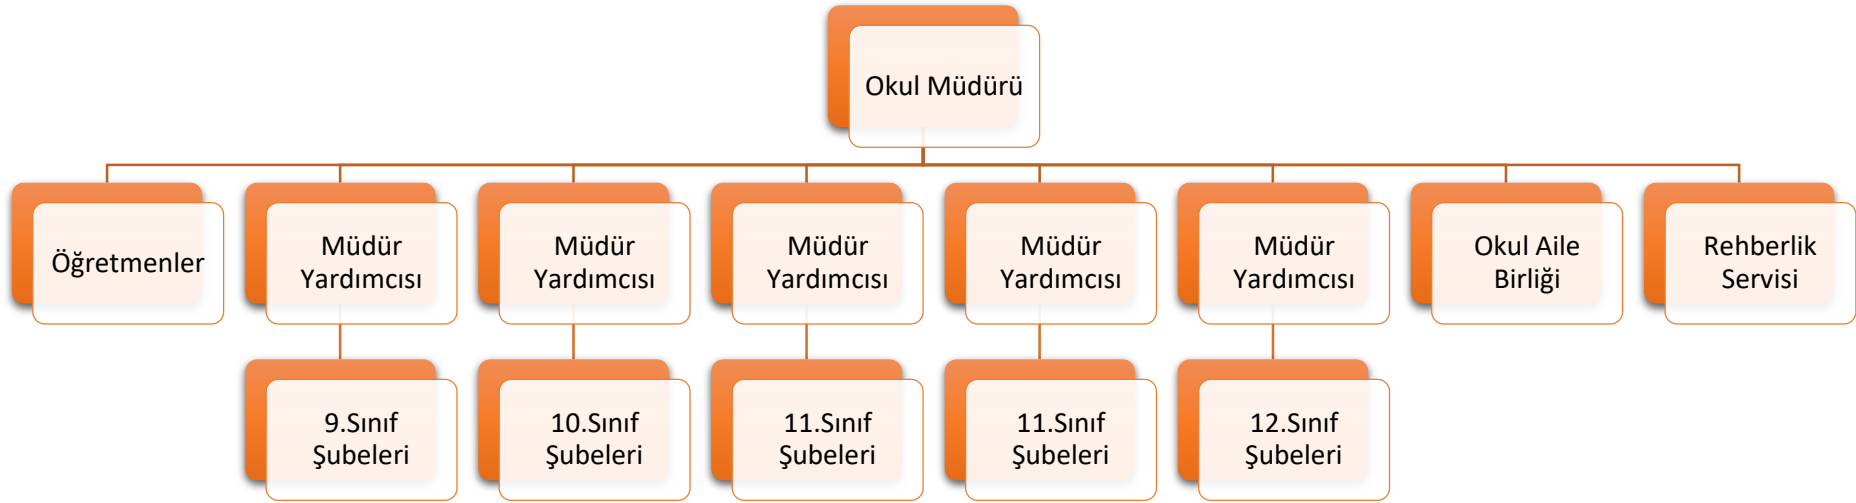 Okul Müdürü
Öğretmenler
Müdür
Yardımcısı
Müdür
Yardımcısı
Müdür
Yardımcısı
Müdür
Yardımcısı
Müdür
Yardımcısı
Okul Aile
Birliği
Rehberlik
Servisi
9.Sınıf
Şubeleri
10.Sınıf
Şubeleri
11.Sınıf
Şubeleri
11.Sınıf
Şubeleri
12.Sınıf
Şubeleri